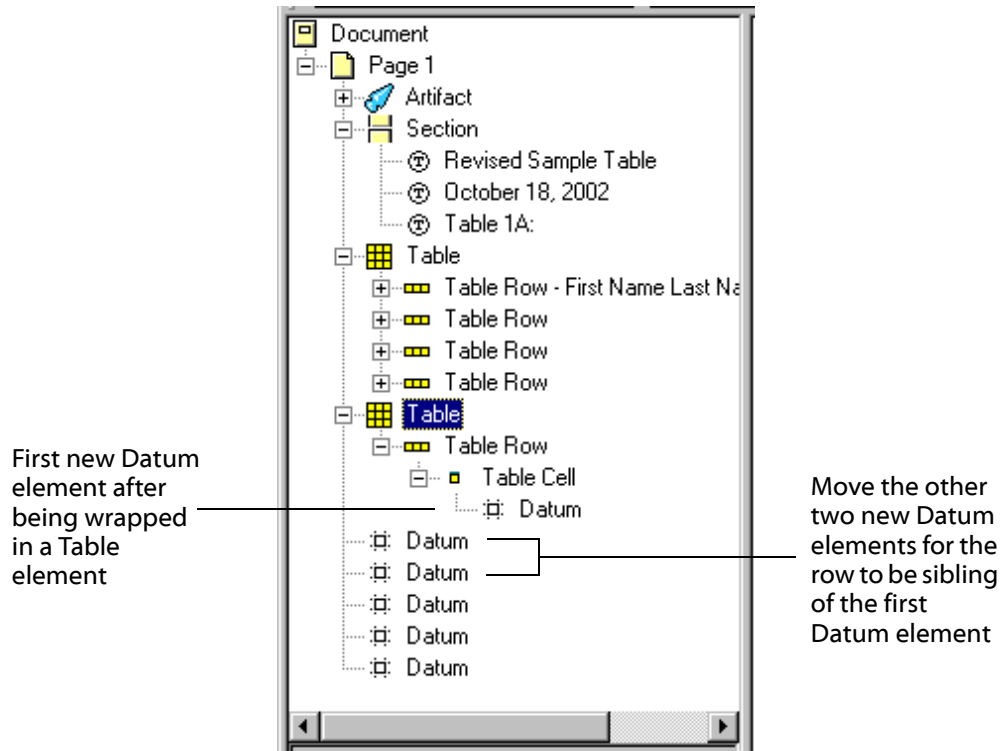 Document
Page 1
Artifact
Section
Revised Sample Table
October 18, 2002
Table 1A:
Table
Table Row - First Name Last Na
Table Row
Table Row
Table Row
Table
Table Row
Table Cell
Datum
Datum
Datum
Datum
Datum
Datum
First new Datum
element after
being wrapped
in a Table
element
Move the other
two new Datum
elements for the
row to be sibling
of the first
Datum element